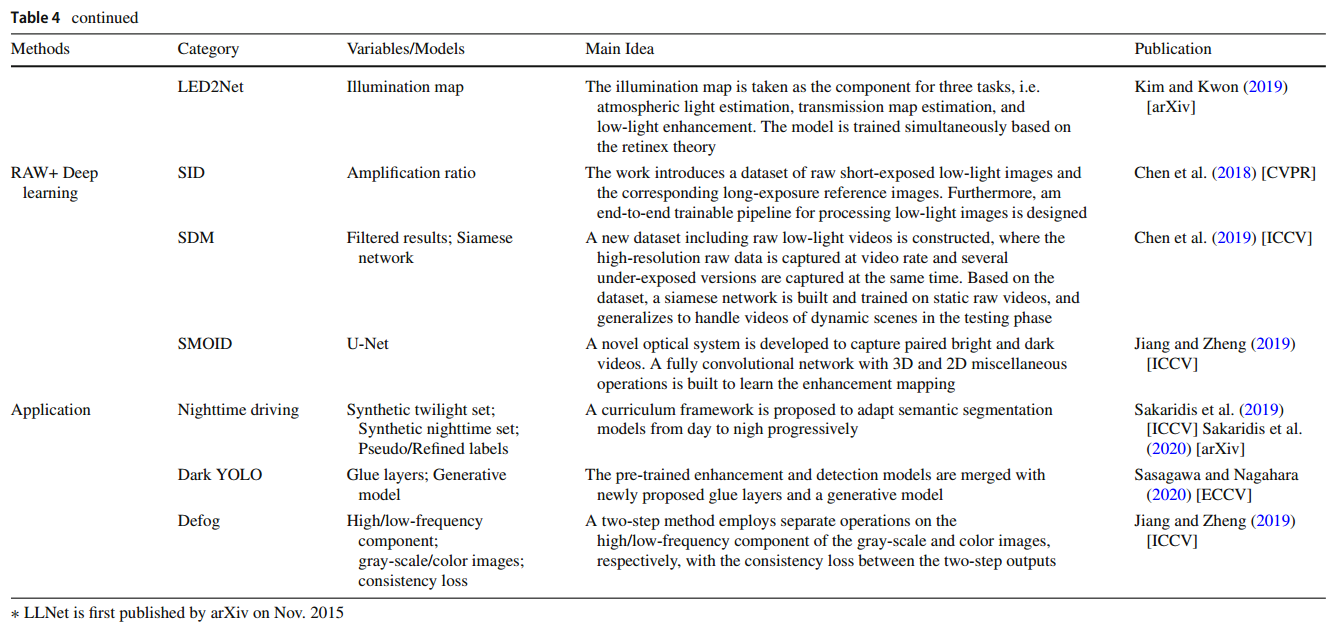 Table 4 continued
Methods Category Variables/Models Main Idea Publication
LED2Net Illumination map The illumination map is taken as the component for three tasks, i.e. Kim and Kwon (2019)
atmospheric light estimation, transmission map estimation, and [arXiv]
low-light enhancement. The model is trained simultaneously based on
the retinex theory
RAW+ Deep SID Amplification ratio The work introduces a dataset of raw short-exposed low-light images and Chen et al. (2018) [CVPR]
learning the corresponding long-exposure reference images. Furthermore, am
end-to-end trainable pipeline for processing low-light images is designed
SDM Filtered results; Siamese A new dataset including raw low-light videos is constructed, where the Chen et al. (2019) [ICCV]
network high-resolution raw data is captured at video rate and several
under-exposed versions are captured at the same time. Based on the
dataset, a siamese network is built and trained on static raw videos, and
generalizes to handle videos of dynamic scenes in the testing phase
SMOID U-Net A novel optical system is developed to capture paired bright and dark Jiang and Zheng (2019)
videos. A fully convolutional network with 3D and 2D miscellaneous [ICCV]
operations is built to learn the enhancement mapping
Application Nighttime driving Synthetic twilight set; A curriculum framework is proposed to adapt semantic segmentation Sakaridis et al. (2019)
Synthetic nighttime set; models from day to nigh progressively [ICCV] Sakaridis et al.
Pseudo/Refined labels (2020) [arXiv]
Dark YOLO Glue layers; Generative The pre-trained enhancement and detection models are merged with Sasagawa and Nagahara
model newly proposed glue layers and a generative model (2020) [ECCV]
Defog High/low-frequency A two-step method employs separate operations on the Jiang and Zheng (2019)
component; high/low-frequency component of the gray-scale and color images, [ICCV]
gray-scale/color images; respectively, with the consistency loss between the two-step outputs
consistency loss
∗ LLNet is first published by arXiv on Nov. 2015